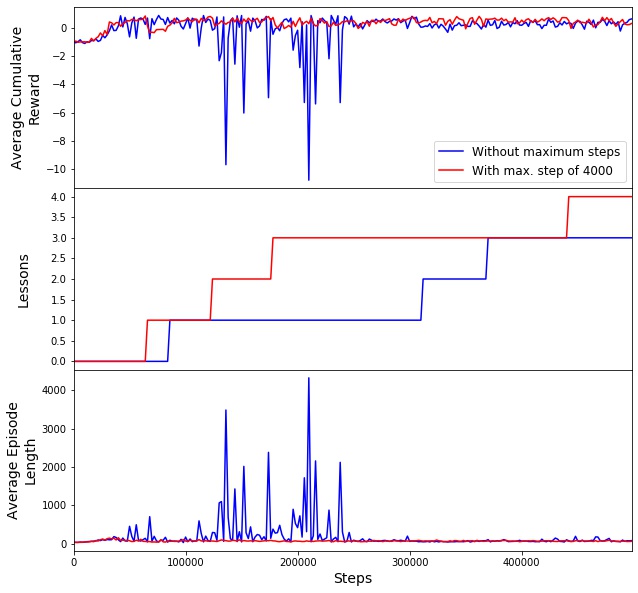 0
−2
−4
−6
−8
−10
Average Cumulative
Reward
Without maximum steps
With max. step of 4000
4.0
3.5
3.0
2.5
2.0
1.5
1.0
0.5
0.0
Lessons
4000
3000
2000
1000
0
Average Episode
Length
0 100000 200000 300000 400000
Steps